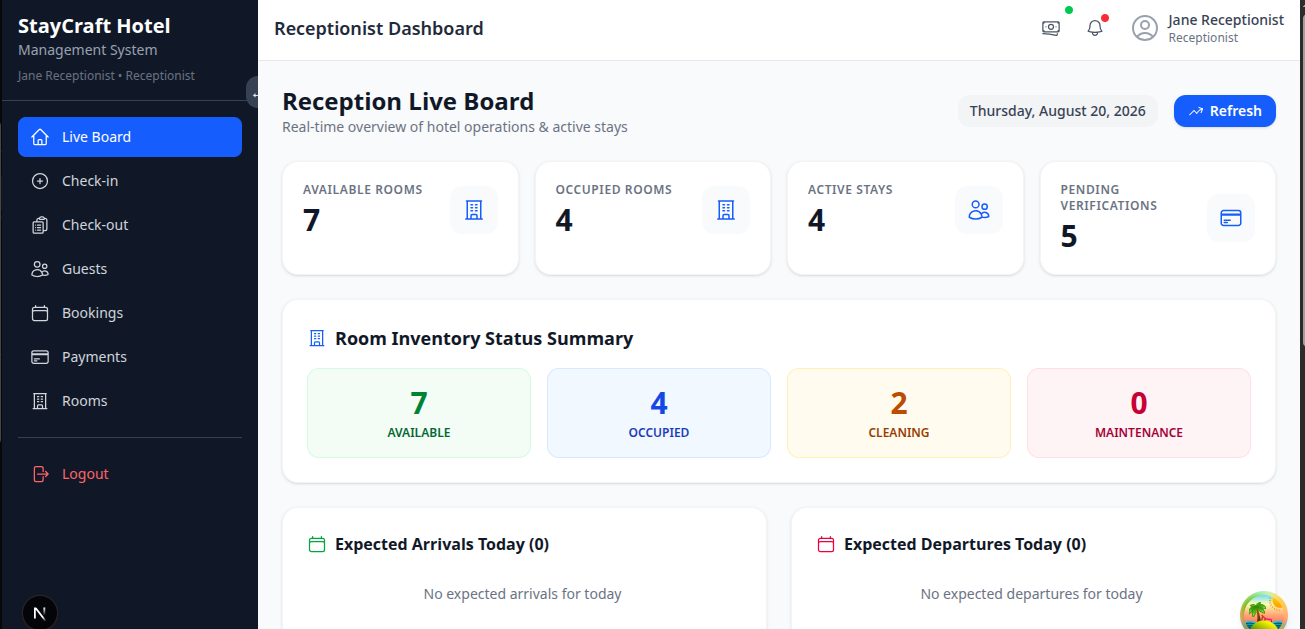 StayCraft Hotel
Management System
Jane Receptionist • Receptionist
←
Live Board
Check-in
Check-out
Guests
Bookings
Payments
Rooms
Logout
N
Receptionist Dashboard
Jane Receptionist
Receptionist
Reception Live Board
Real-time overview of hotel operations & active stays
Thursday, August 20, 2026
Refresh
AVAILABLE ROOMS
7
OCCUPIED ROOMS
4
ACTIVE STAYS
4
PENDING
VERIFICATIONS
5
Room Inventory Status Summary
7
AVAILABLE
4
OCCUPIED
2
CLEANING
0
MAINTENANCE
Expected Arrivals Today (0)
No expected arrivals for today
Expected Departures Today (0)
No expected departures for today